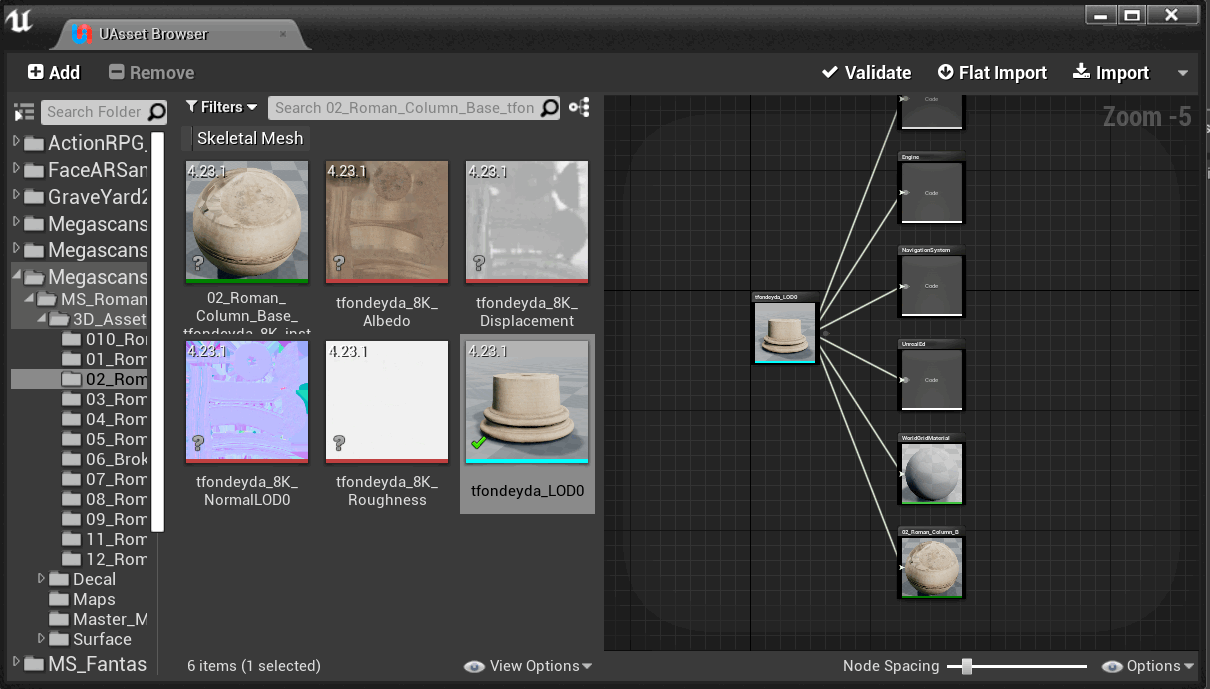 UAsset Browser
Add
Remove
Validate
Flat Import
Import
Search Folder
Filters
Search 02_Roman_Column_Base_tfon
Skeletal Mesh
Zoom -5
ActionRPG_
FaceARSan
GraveYard2
Megascans
Megascans
Megascans
MS_Roman
3D_Asset
010_Ro
01_Rom
02_Rom
03_Rom
04_Rom
05_Rom
06_Brok
07_Rom
08_Rom
09_Rom
11_Rom
12_Rom
Decal
Maps
Master_M
Surface
MS_Fantas
4.23.1
02_Roman_
Column_Base_
tfondeyda_8K_inst
4.23.1
tfondeyda_8K_
Albedo
4.23.1
tfondeyda_8K_
Displacement
4.23.1
tfondeyda_8K_
NormalLOD0
4.23.1
tfondeyda_8K_
Roughness
4.23.1
tfondeyda_LOD0
6 items (1 selected)
View Options
tfondeyda_LOD0
Code
Engine
Code
NavigationSystem
Code
UnrealEd
Code
WorldGridMaterial
02_Roman_Column_B
Node Spacing
Options